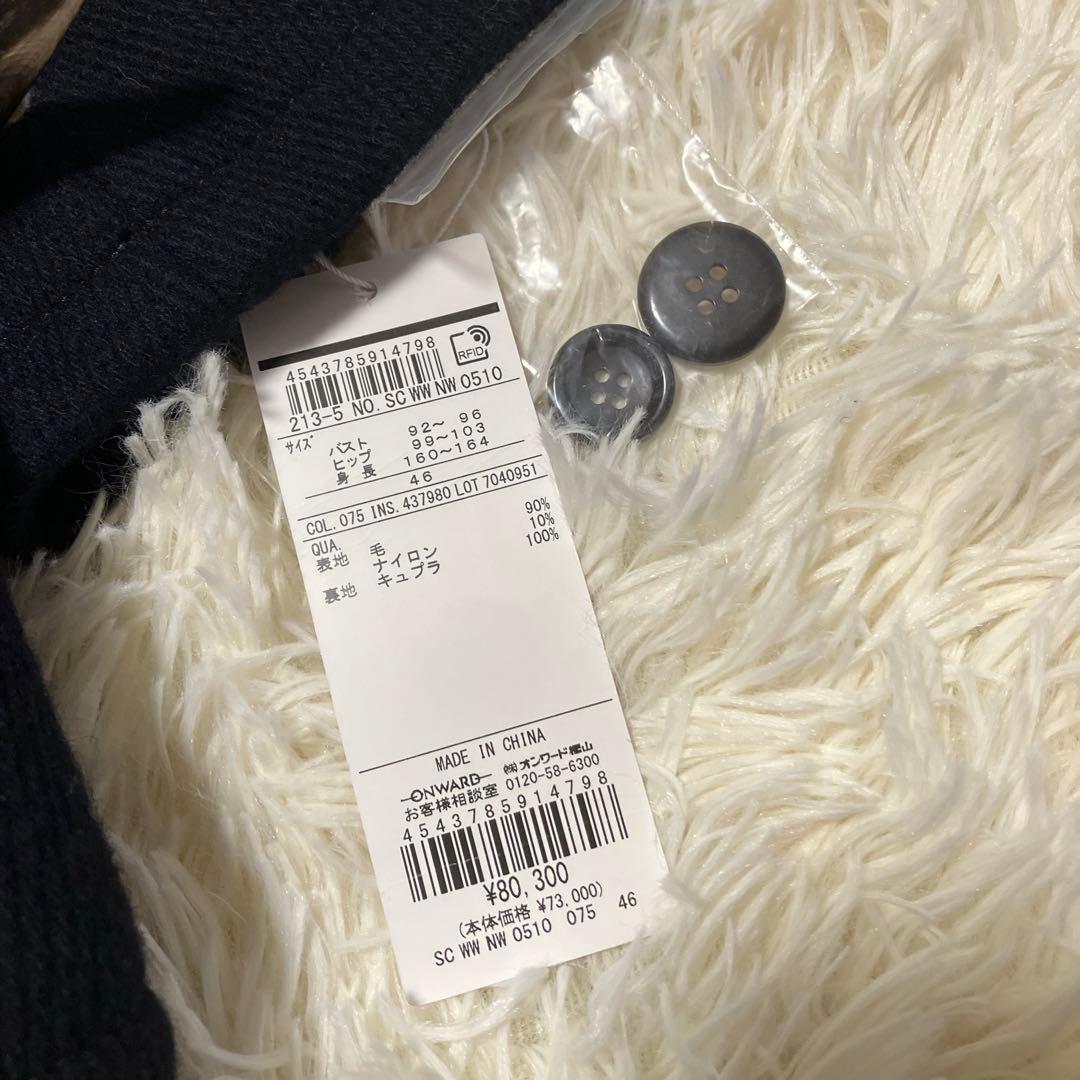 4543785914798
RFID
213-5 NO. SC WW NW 0510
サイズ
バスト 92～ 96
ヒップ 99～103
身長 160～164
46
COL. 075 INS. 437980 LOT 7040951
QUA.
表地 毛 90%
ナイロン 10%
裏地 キュプラ 100%
MADE IN CHINA
ONWARD ㈱オンワード樫山
お客様相談室 0120-58-6300
4543785914798
¥80,300
(本体価格 ¥73,000)
SC WW NW 0510 075 46